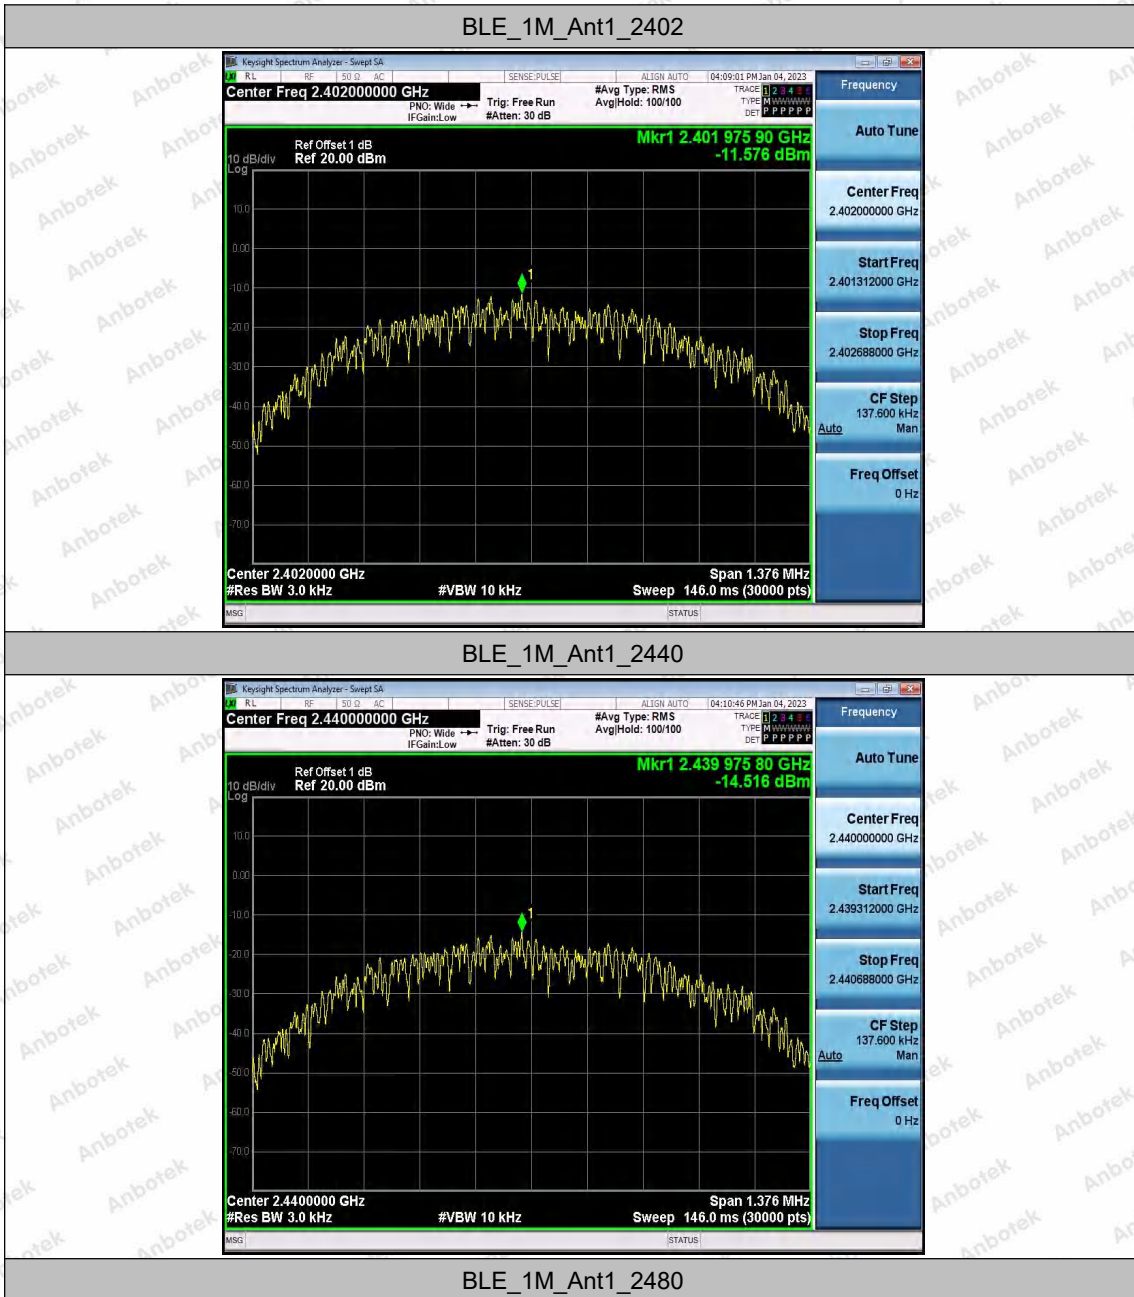 BLE_1M_Ant1_2402
Keysight Spectrum Analyzer - Swept SA
RL RF 50 Ω AC SENSE:PULSE ALIGN AUTO 04:09:01 PM Jan 04, 2023
Center Freq 2.402000000 GHz #Avg Type: RMS TRACE 1 2 3 4 5 6
PNO: Wide Trig: Free Run Avg|Hold: 100/100 TYPE M WWWWW
IFGain:Low #Atten: 30 dB DET P P P P P P
Frequency
Mkr1 2.401 975 90 GHz
-11.576 dBm
Ref Offset 1 dB
10 dB/div Ref 20.00 dBm
Log
10.0
0.00
-10.0
-20.0
-30.0
-40.0
-50.0
-60.0
-70.0
1
Center 2.4020000 GHz Span 1.376 MHz
#Res BW 3.0 kHz #VBW 10 kHz Sweep 146.0 ms (30000 pts)
MSG STATUS
Auto Tune
Center Freq
2.402000000 GHz
Start Freq
2.401312000 GHz
Stop Freq
2.402688000 GHz
CF Step
137.600 kHz
Auto Man
Freq Offset
0 Hz
BLE_1M_Ant1_2440
Keysight Spectrum Analyzer - Swept SA
RL RF 50 Ω AC SENSE:PULSE ALIGN AUTO 04:10:46 PM Jan 04, 2023
Center Freq 2.440000000 GHz #Avg Type: RMS TRACE 1 2 3 4 5 6
PNO: Wide Trig: Free Run Avg|Hold: 100/100 TYPE M WWWWW
IFGain:Low #Atten: 30 dB DET P P P P P P
Frequency
Mkr1 2.439 975 80 GHz
-14.516 dBm
Ref Offset 1 dB
10 dB/div Ref 20.00 dBm
Log
10.0
0.00
-10.0
-20.0
-30.0
-40.0
-50.0
-60.0
-70.0
1
Center 2.4400000 GHz Span 1.376 MHz
#Res BW 3.0 kHz #VBW 10 kHz Sweep 146.0 ms (30000 pts)
MSG STATUS
Auto Tune
Center Freq
2.440000000 GHz
Start Freq
2.439312000 GHz
Stop Freq
2.440688000 GHz
CF Step
137.600 kHz
Auto Man
Freq Offset
0 Hz
BLE_1M_Ant1_2480
Anbotek